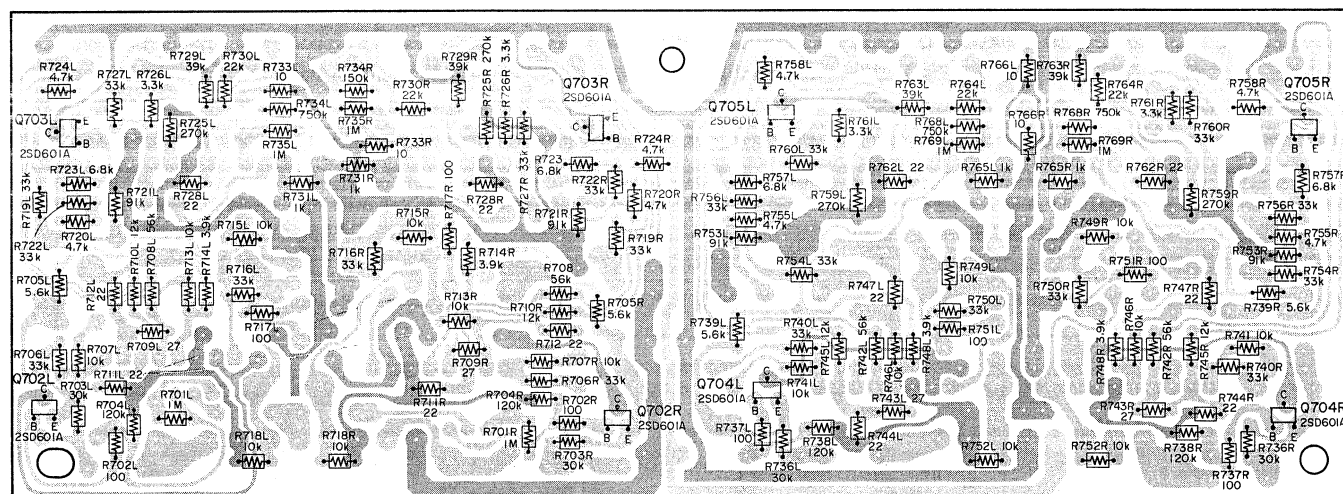 R724L
4.7k
R727L
33k
R726L
3.3k
R729L
39k
R730L
22k
R733L
10
R734R
150k
R730R
22k
R729R
39k
R725R 270k
R726R 3.3k
Q703R
2SD601A
R725L
270k
R734L
750k
R735R
1M
R735L
1M
Q703L
2SD601A
C
E
B
C
E
B
R733R
10
R731R
1k
R717R 100
R727R 33k
R723
6.8k
R724R
4.7k
R722R
33k
R720R
4.7k
R723L 6.8k
R719L 33k
R721L
91k
R728L
22
R731L
1k
R728R
22
R721R
91k
R719R
33k
R720L
4.7k
R722L
33k
R710L 12k
R708L 56k
R713L 10k
R714L 3.9k
R715L 10k
R715R
10k
R716R
33k
R714R
3.9k
R705L
5.6k
R712L
22
R716L
33k
R717L
100
R708
56k
R713R
10k
R710R
12k
R705R
5.6k
R712 22
R709L 27
R709R
27
R706L
33k
R707L
10k
R711L 22
R707R 10k
R706R 33k
R704R
120k
R702R
100
R711R
22
Q702L
2SD601A
C
B
E
R703L
30k
R704L
120k
R701L
1M
R702L
100
R718L
10k
R718R
10k
R701R
1M
R703R
30k
Q702R
2SD601A
C
B
E
R758L
4.7k
Q705L
C
B
E
R761L
3.3k
R763L
39k
R764L
22k
R766L
10
R763R
39k
R764R
22k
R768L
750k
R769L
1M
R766R
10
R768R
750k
R769R
1M
R761R
3.3k
R760R
33k
R758R
4.7k
Q705R
2SD601A
C
B
E
R760L 33k
R757L
6.8k
R756L
33k
R755L
4.7k
R753L
91k
R759L
270k
R762L 22
R765L 1k
R765R 1k
R762R 22
R759R
270k
R757R
6.8k
R756R
33k
R755R
4.7k
R753R
91k
R754R
33k
R749R 10k
R754L 33k
R747L
22
R749L
10k
R750L
33k
R751L
100
R751R 100
R750R
33k
R747R
22
R739R 5.6k
R739L
5.6k
R740L
33k
R741L
10k
R745L 12k
R742L 56k
R746L
10k
R748L 3.9k
R748R 3.9k
R746R
10k
R742R 56k
R745R 12k
R741 10k
R740R
33k
Q704L
2SD601A
C
B
E
R737L
100
R736L
30k
R738L
120k
R743L 27
R744L
22
R752L 10k
R752R 10k
R743R
27
R744R
22
R738R
120k
R737R
100
R736R
30k
Q704R
2SD601A
C
B
E